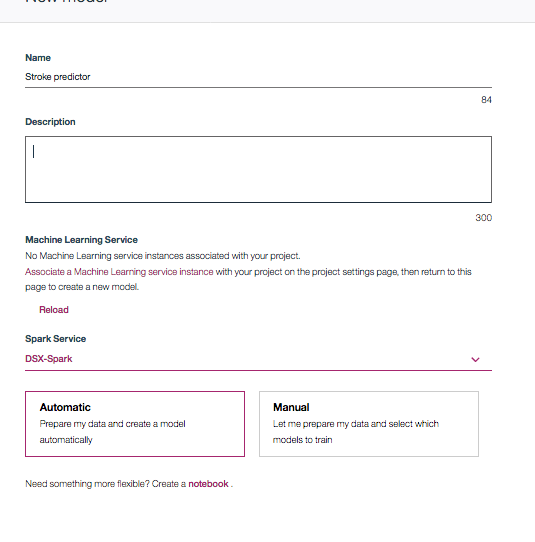 New model
Name
Stroke predictor
84
Description
300
Machine Learning Service
No Machine Learning service instances associated with your project.
Associate a Machine Learning service instance with your project on the project settings page, then return to this
page to create a new model.
Reload
Spark Service
DSX-Spark
Automatic
Prepare my data and create a model
automatically
Manual
Let me prepare my data and select which
models to train
Need something more flexible? Create a notebook .